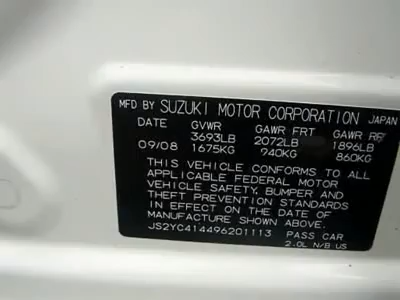 MFD BY SUZUKI MOTOR CORPORATION JAPAN
DATE GVWR GAWR FRT GAWR RR
3693LB 2072LB 1896LB
09/08 1675KG 940KG 860KG
THIS VEHICLE CONFORMS TO ALL
APPLICABLE FEDERAL MOTOR
VEHICLE SAFETY, BUMPER AND
THEFT PREVENTION STANDARDS
IN EFFECT ON THE DATE OF
MANUFACTURE SHOWN ABOVE.
JS2YC414496201113 PASS CAR
2.0L N/B US